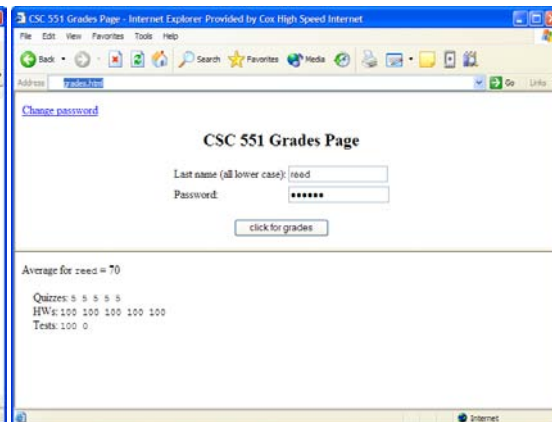 CSC 551 Grades Page - Internet Explorer Provided by Cox High Speed Internet
File Edit View Favorites Tools Help
Back Search Favorites Media
Address grades.html Go Links
Change password
CSC 551 Grades Page
Last name (all lower case): reed
Password: ●●●●●●
click for grades
Average for reed = 70
Quizzes: 5 5 5 5 5
HWs: 100 100 100 100 100
Tests: 100 0
Internet